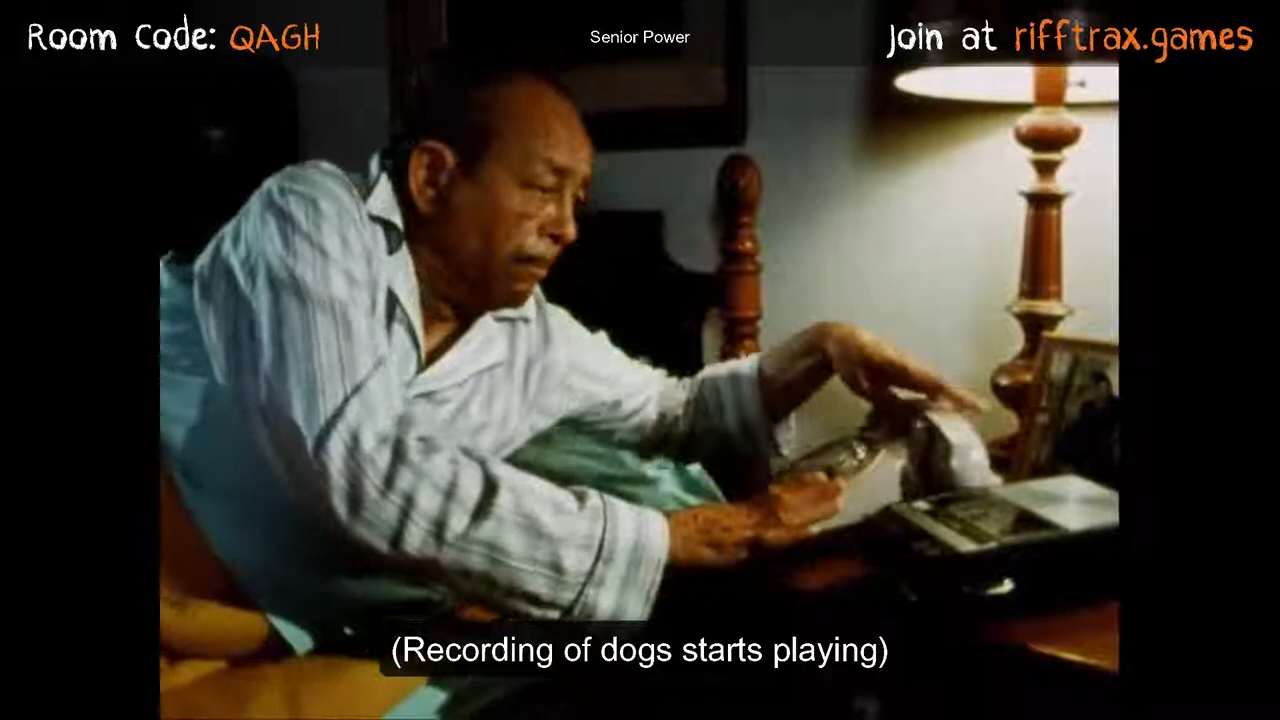 Room Code: QAGH
Senior Power
Join at rifftrax.games
(Recording of dogs starts playing)